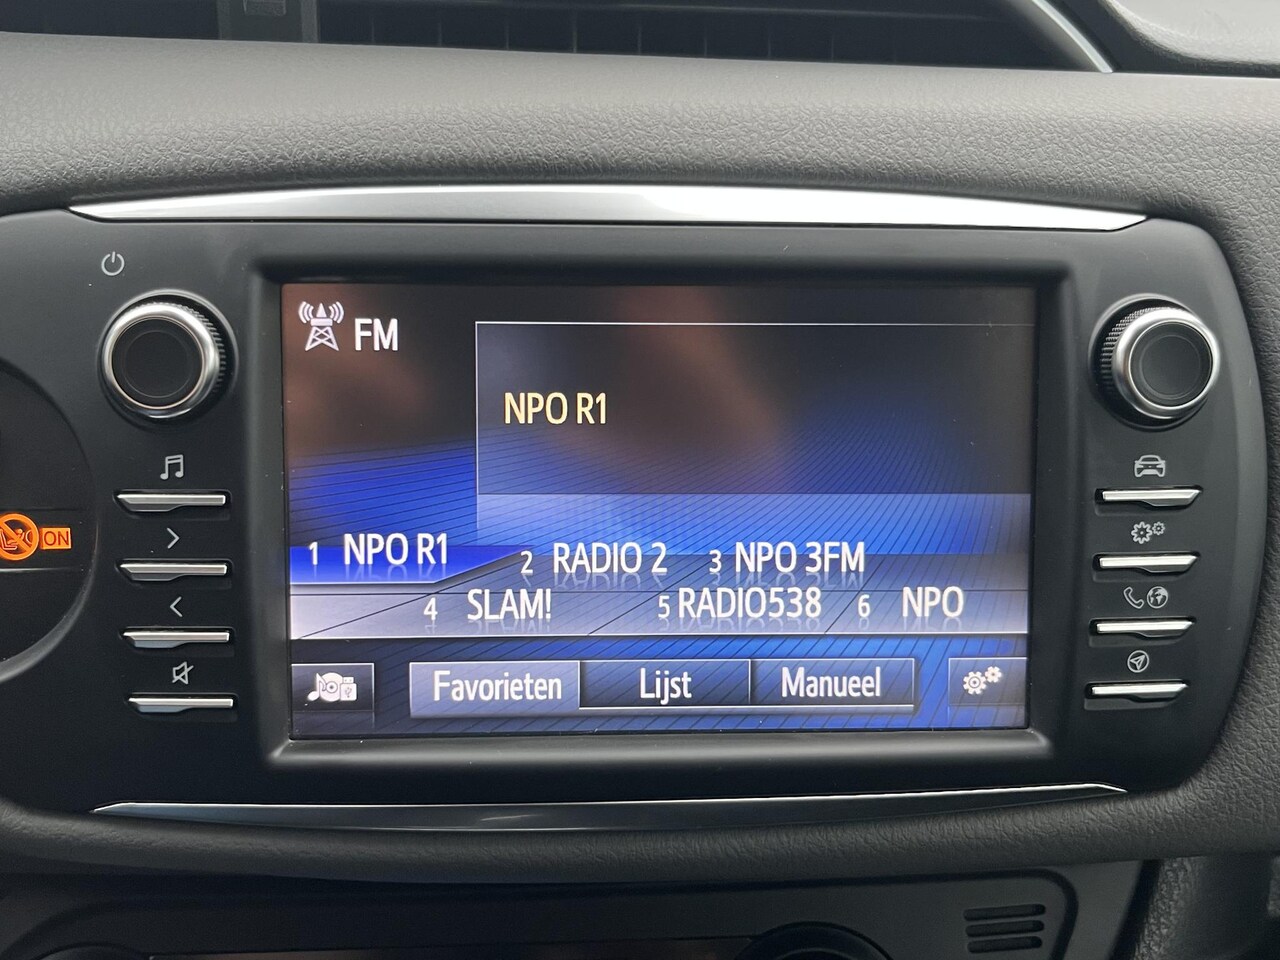 FM
NPO R1
1 NPO R1 2 RADIO 2 3 NPO 3FM
4 SLAM! 5 RADIO538 6 NPO
Favorieten Lijst Manueel
ON